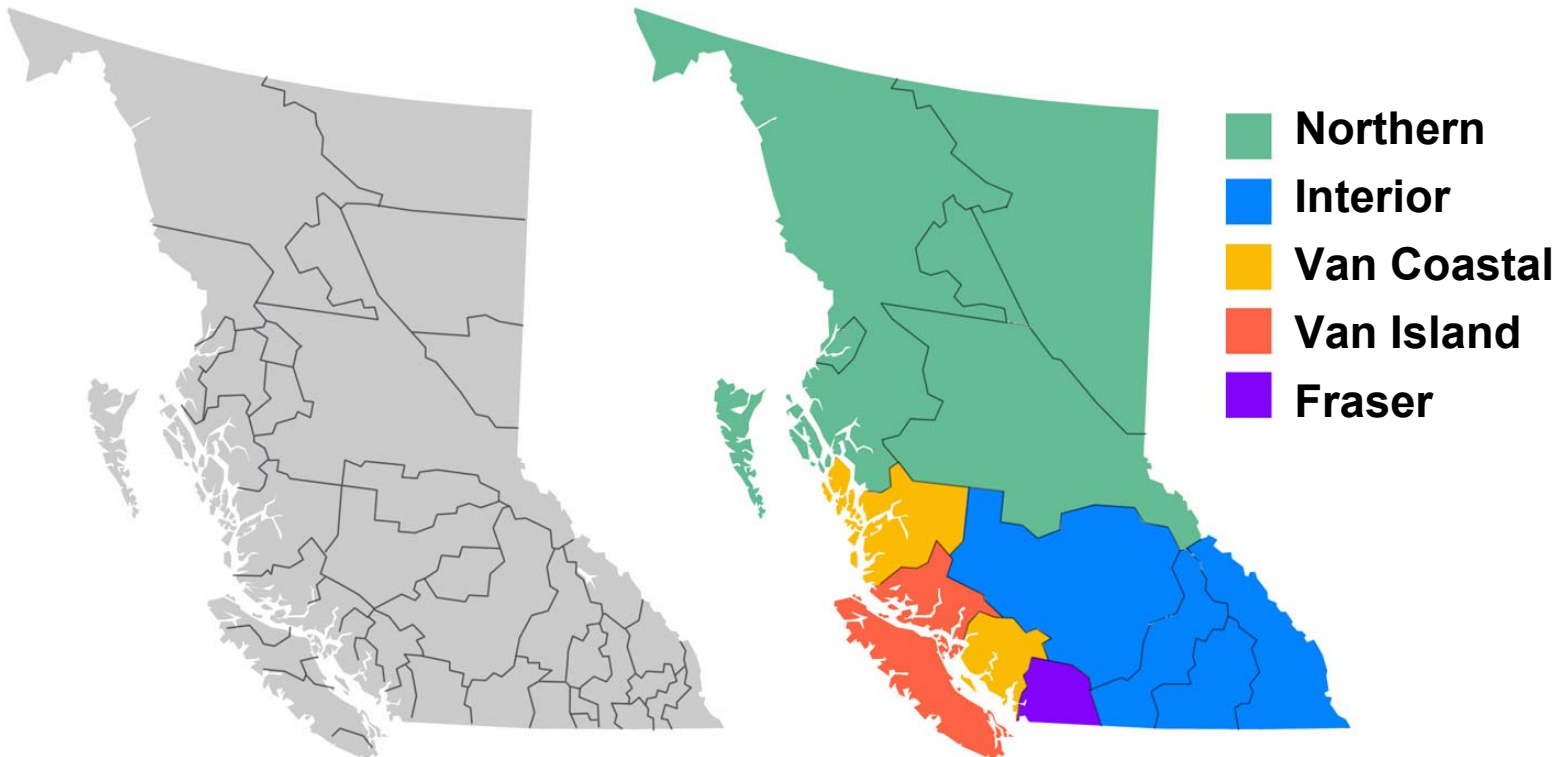 Northern
Interior
Van Coastal
Van Island
Fraser